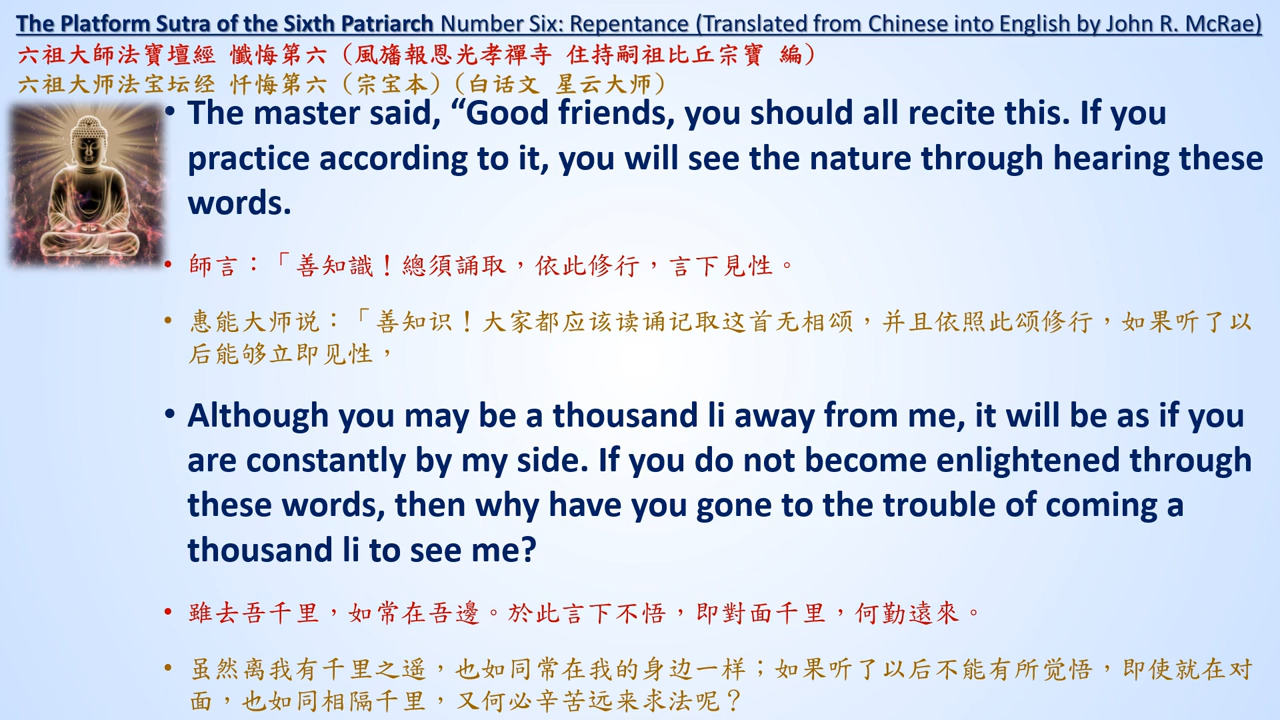 The Platform Sutra of the Sixth Patriarch Number Six: Repentance (Translated from Chinese into English by John R. McRae)
六祖大師法寶壇經 懺悔第六 (風旛報恩光孝禪寺 住持嗣祖比丘宗寶 編)
六祖大师法宝坛经 忏悔第六 (宗宝本) (白话文 星云大师)
• The master said, “Good friends, you should all recite this. If you
practice according to it, you will see the nature through hearing these
words.
• 師言：「善知識！總須誦取，依此修行，言下見性。
• 惠能大师说：「善知识！大家都应该读诵记取这首无相颂，并且依照此颂修行，如果听了以
后能够立即见性，
• Although you may be a thousand li away from me, it will be as if you
are constantly by my side. If you do not become enlightened through
these words, then why have you gone to the trouble of coming a
thousand li to see me?
• 雖去吾千里，如常在吾邊。於此言下不悟，即對面千里，何勤遠來。
• 虽然离我有千里之遥，也如同常在我的身边一样；如果听了以后不能有所觉悟，即使就在对
面，也如同相隔千里，又何必辛苦远来求法呢？